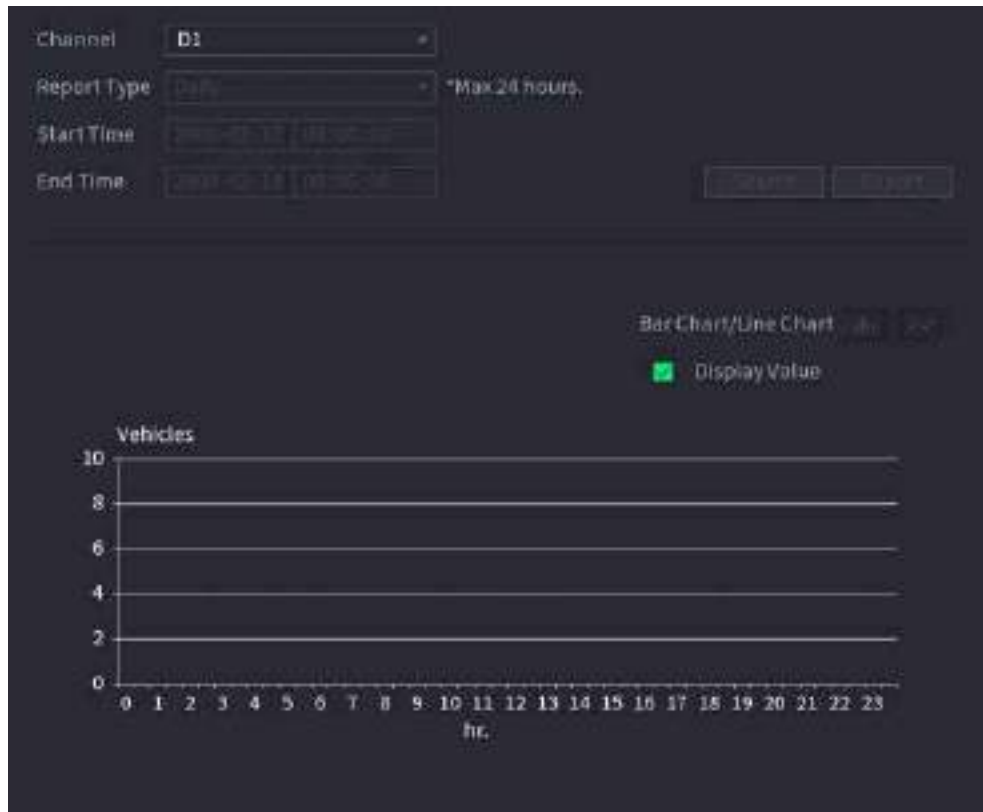 Channel D1
Report Type Daily *Max 24 hours.
Start Time
End Time
Bar Chart/Line Chart
Display Value
Vehicles
10
8
6
4
2
0
0 1 2 3 4 5 6 7 8 9 10 11 12 13 14 15 16 17 18 19 20 21 22 23
hr.